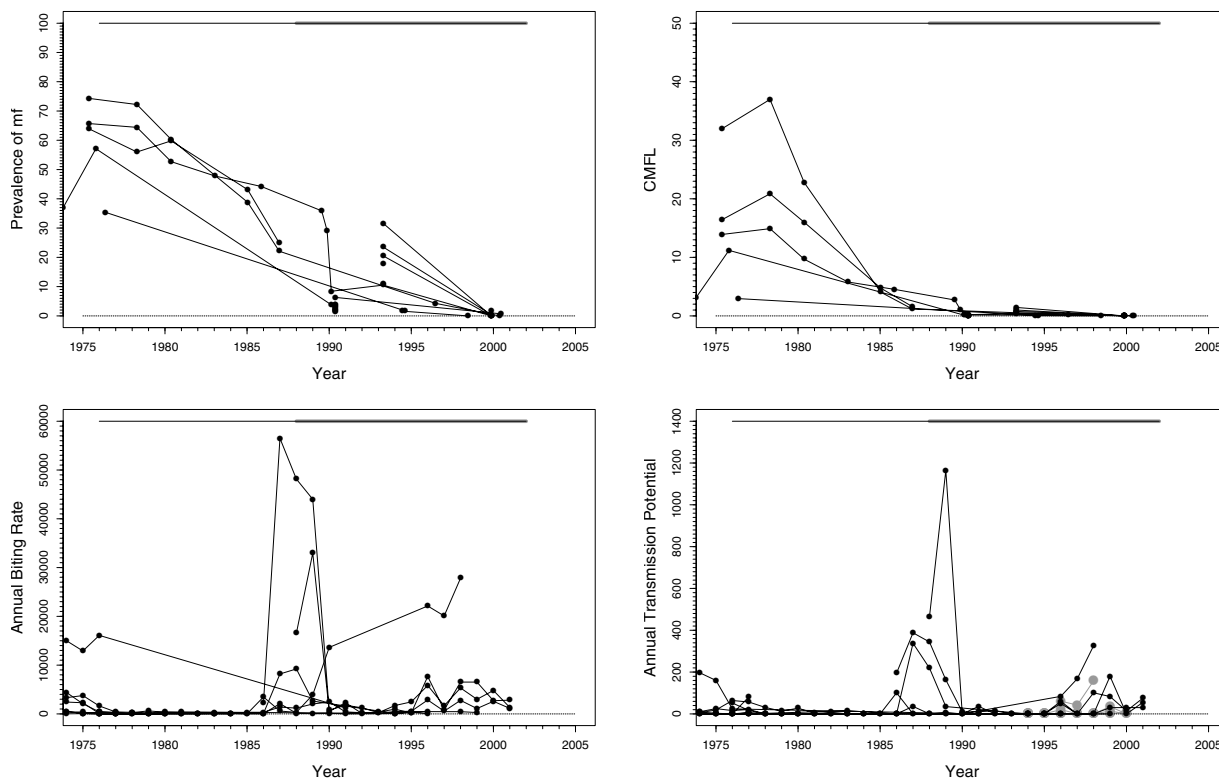 Prevalence of mf
100
90
80
70
60
50
40
30
20
10
0
1975 1980 1985 1990 1995 2000 2005
Year
CMFL
50
40
30
20
10
0
1975 1980 1985 1990 1995 2000 2005
Year
Annual Biting Rate
60000
50000
40000
30000
20000
10000
0
1975 1980 1985 1990 1995 2000 2005
Year
Annual Transmission Potential
1400
1200
1000
800
600
400
200
0
1975 1980 1985 1990 1995 2000 2005
Year